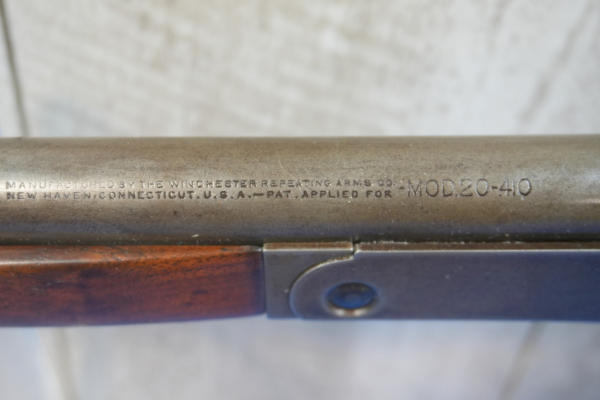 MANUFACTURED BY THE WINCHESTER REPEATING ARMS CO.
NEW HAVEN, CONNECTICUT. U.S.A.—PAT. APPLIED FOR
-MOD.20-410